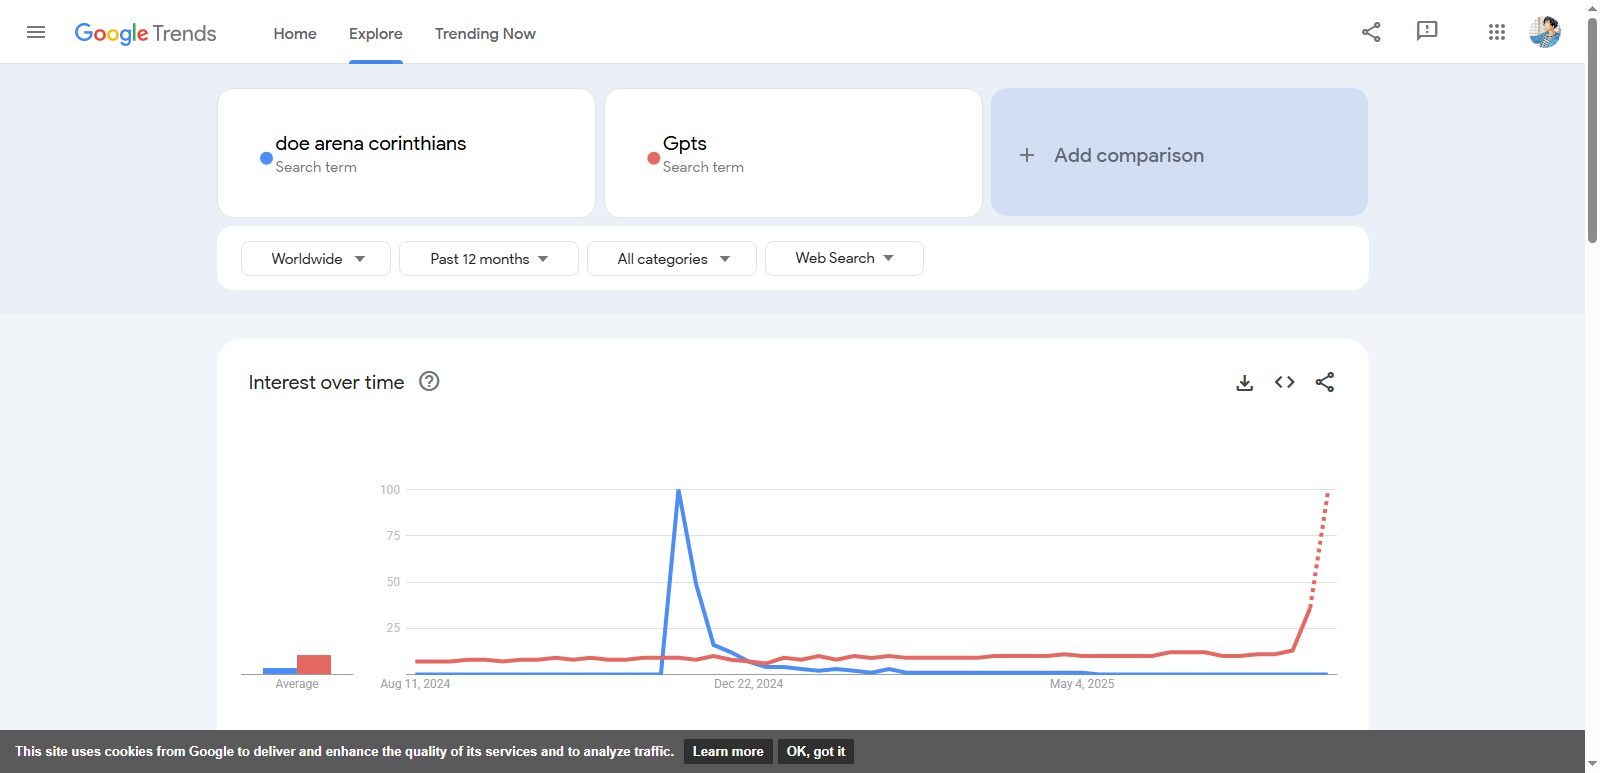 Google Trends
Home
Explore
Trending Now
doe arena corinthians
Search term
Gpts
Search term
+ Add comparison
Worldwide
Past 12 months
All categories
Web Search
Interest over time
100
75
50
25
Average
Aug 11, 2024
Dec 22, 2024
May 4, 2025
This site uses cookies from Google to deliver and enhance the quality of its services and to analyze traffic.
Learn more
OK, got it